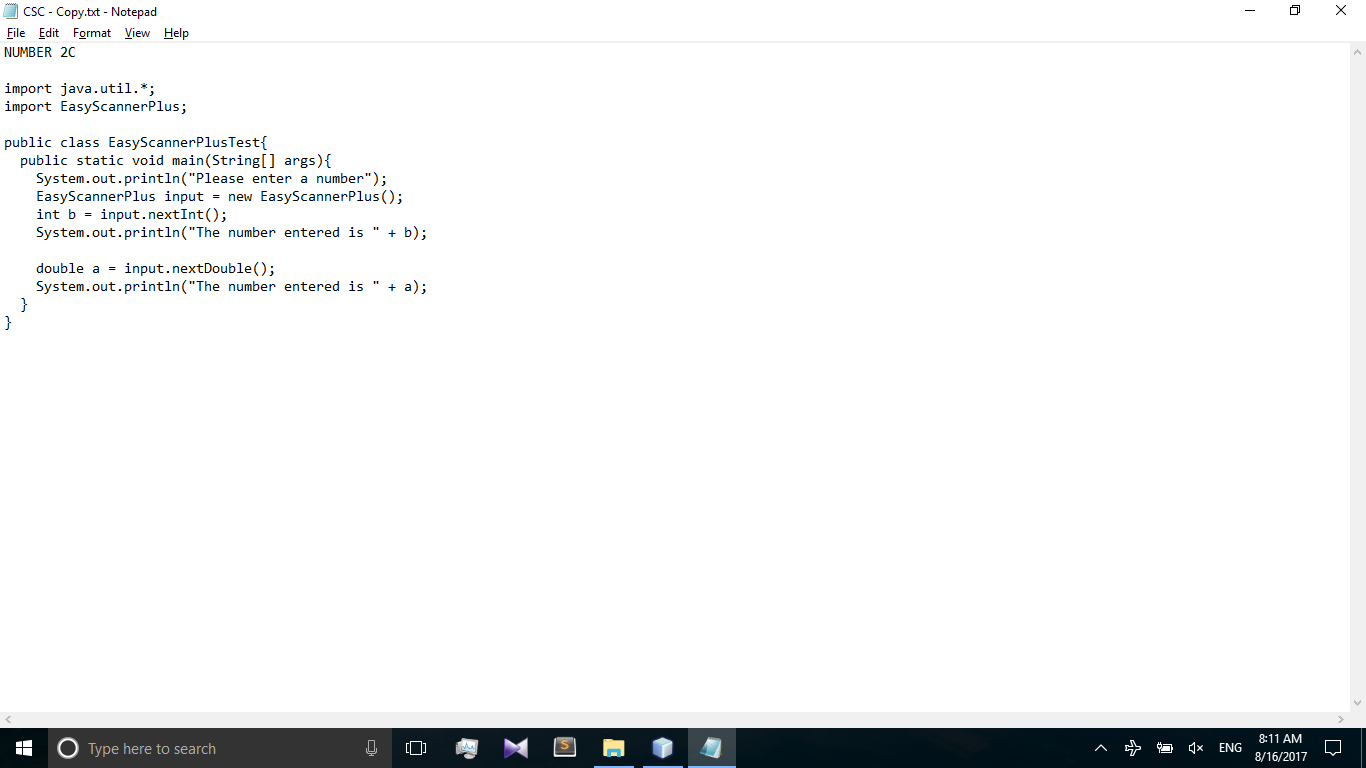 CSC - Copy.txt - Notepad
File Edit Format View Help
NUMBER 2C

import java.util.*;
import EasyScannerPlus;

public class EasyScannerPlusTest{
  public static void main(String[] args){
    System.out.println("Please enter a number");
    EasyScannerPlus input = new EasyScannerPlus();
    int b = input.nextInt();
    System.out.println("The number entered is " + b);

    double a = input.nextDouble();
    System.out.println("The number entered is " + a);
  }
}
Type here to search
S
ENG
8:11 AM
8/16/2017